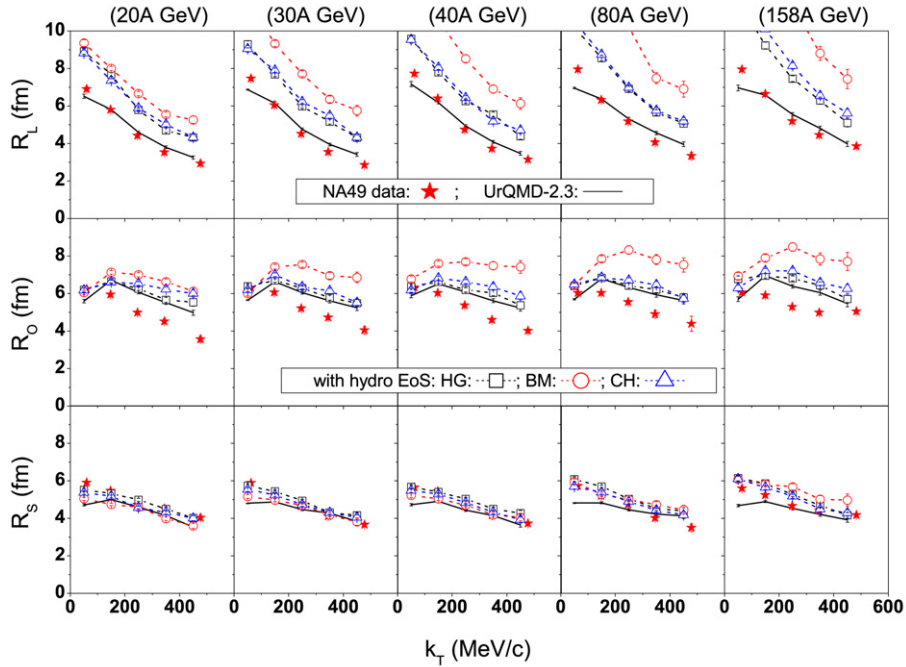 (20A GeV) (30A GeV) (40A GeV) (80A GeV) (158A GeV)
10
8
6
4
2
0
R_L (fm)
NA49 data: ★ ; UrQMD-2.3: —
8
6
4
2
0
R_O (fm)
with hydro EoS: HG: --□--; BM: --○--; CH: --△--
8
6
4
2
0
R_S (fm)
0 200 400 0 200 400 0 200 400 0 200 400 0 200 400 600
k_T (MeV/c)